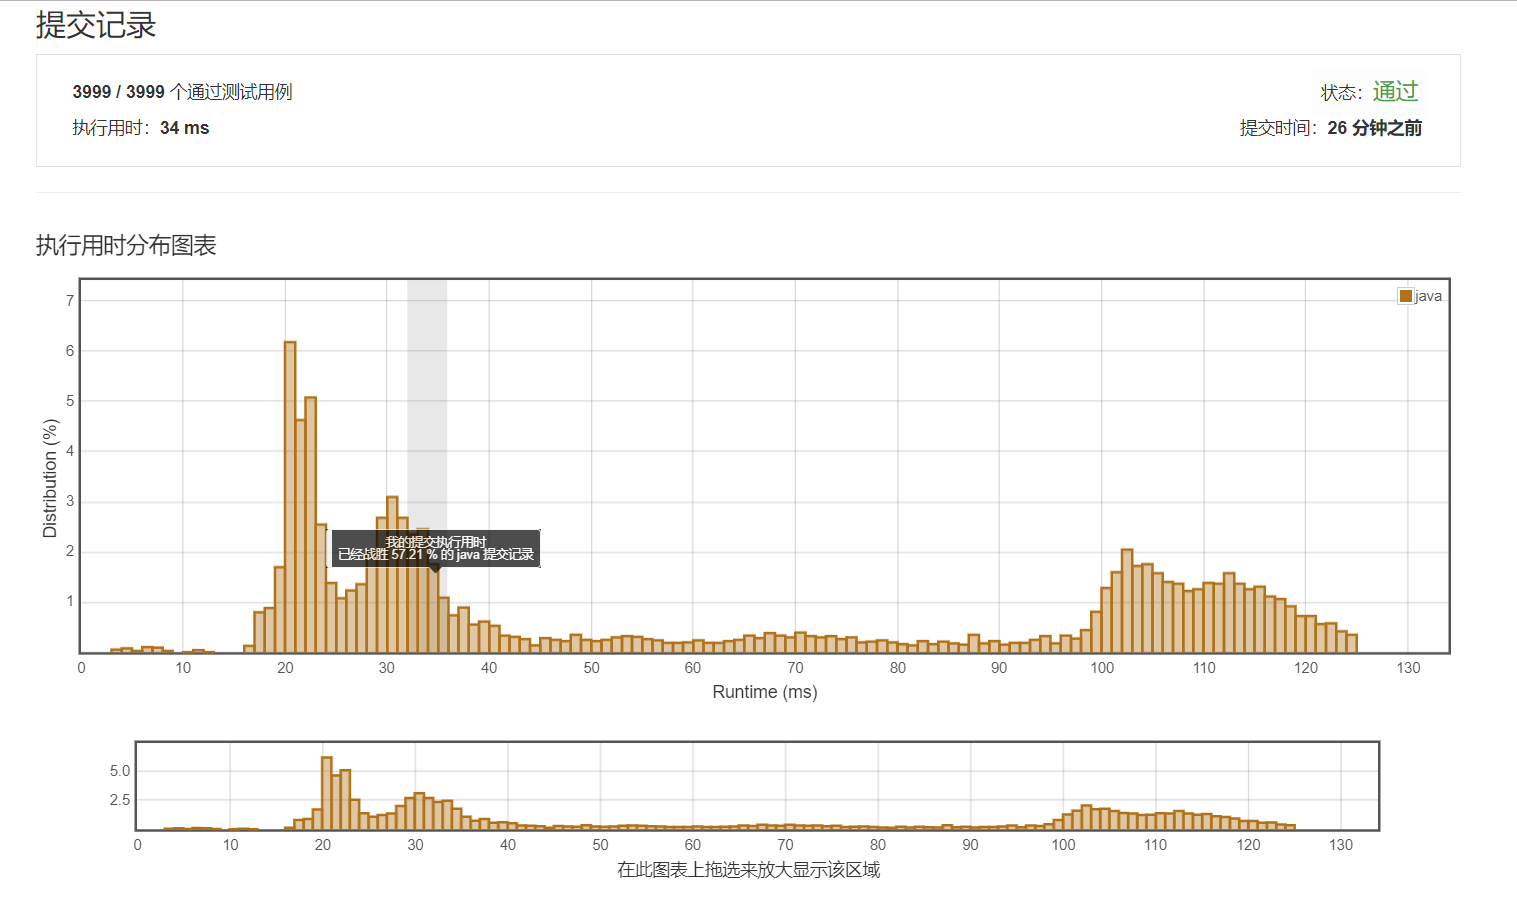 提交记录
3999 / 3999 个通过测试用例
状态：通过
执行用时：34 ms
提交时间：26 分钟之前
执行用时分布图表
java
7
6
5
4
3
2
1
Distribution (%)
我的提交执行用时
已经战胜 57.21 % 的 java 提交记录
0 10 20 30 40 50 60 70 80 90 100 110 120 130
Runtime (ms)
5.0
2.5
0 10 20 30 40 50 60 70 80 90 100 110 120 130
在此图表上拖选来放大显示该区域